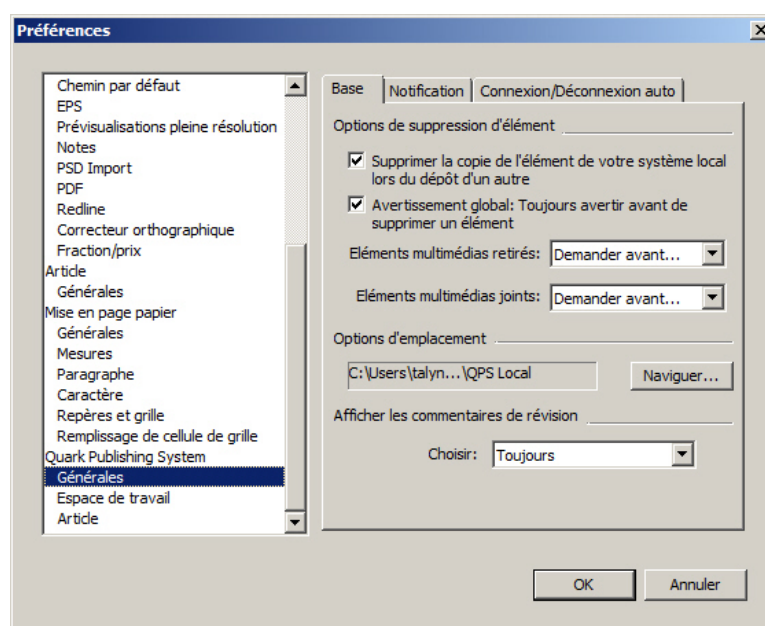 Préférences
Chemin par défaut
EPS
Prévisualisations pleine résolution
Notes
PSD Import
PDF
Redline
Correcteur orthographique
Fraction/prix
Article
Générales
Mise en page papier
Générales
Mesures
Paragraphe
Caractère
Repères et grille
Remplissage de cellule de grille
Quark Publishing System
Générales
Espace de travail
Article
Base
Notification
Connexion/Déconnexion auto
Options de suppression d'élément
Supprimer la copie de l'élément de votre système local
lors du dépôt d'un autre
Avertissement global: Toujours avertir avant de
supprimer un élément
Eléments multimédias retirés: Demander avant...
Eléments multimédias joints: Demander avant...
Options d'emplacement
C:\Users\talyn...\QPS Local
Naviguer...
Afficher les commentaires de révision
Choisir: Toujours
OK
Annuler